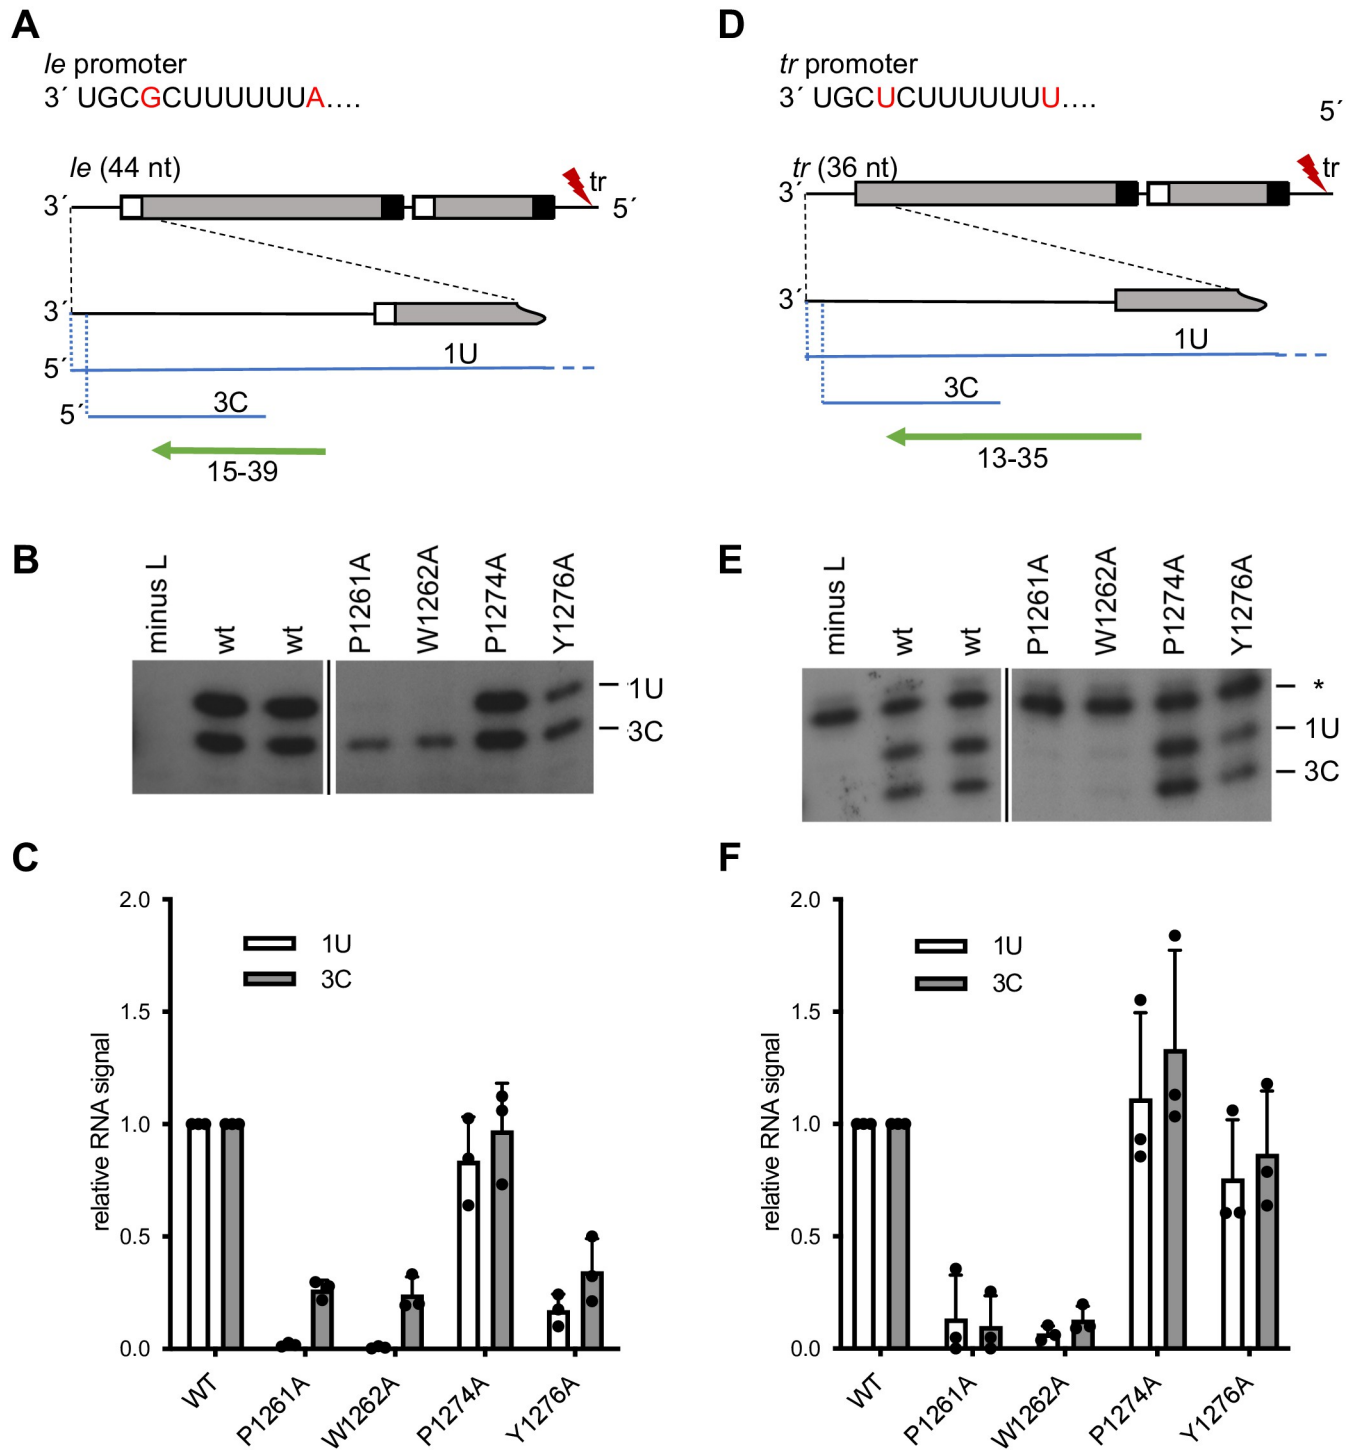 A
le promoter
3´ UGCGCUUUUUUA....
le (44 nt)
tr
3´
5´
3´
1U
5´
3C
5´
15-39
D
tr promoter
3´ UGCUCUUUUUUU....
5´
tr (36 nt)
tr
3´
3´
1U
3C
13-35
B
minus L
wt
wt
P1261A
W1262A
P1274A
Y1276A
1U
3C
E
minus L
wt
wt
P1261A
W1262A
P1274A
Y1276A
*
1U
3C
C
2.0
1.5
1.0
0.5
0.0
relative RNA signal
1U
3C
WT
P1261A
W1262A
P1274A
Y1276A
F
2.0
1.5
1.0
0.5
0.0
relative RNA signal
1U
3C
WT
P1261A
W1262A
P1274A
Y1276A